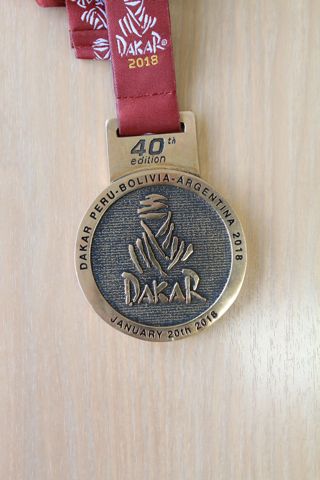 DAKAR®
2018
40th
edition
DAKAR PERU-BOLIVIA-ARGENTINA 2018
DAKAR
JANUARY 20th 2018